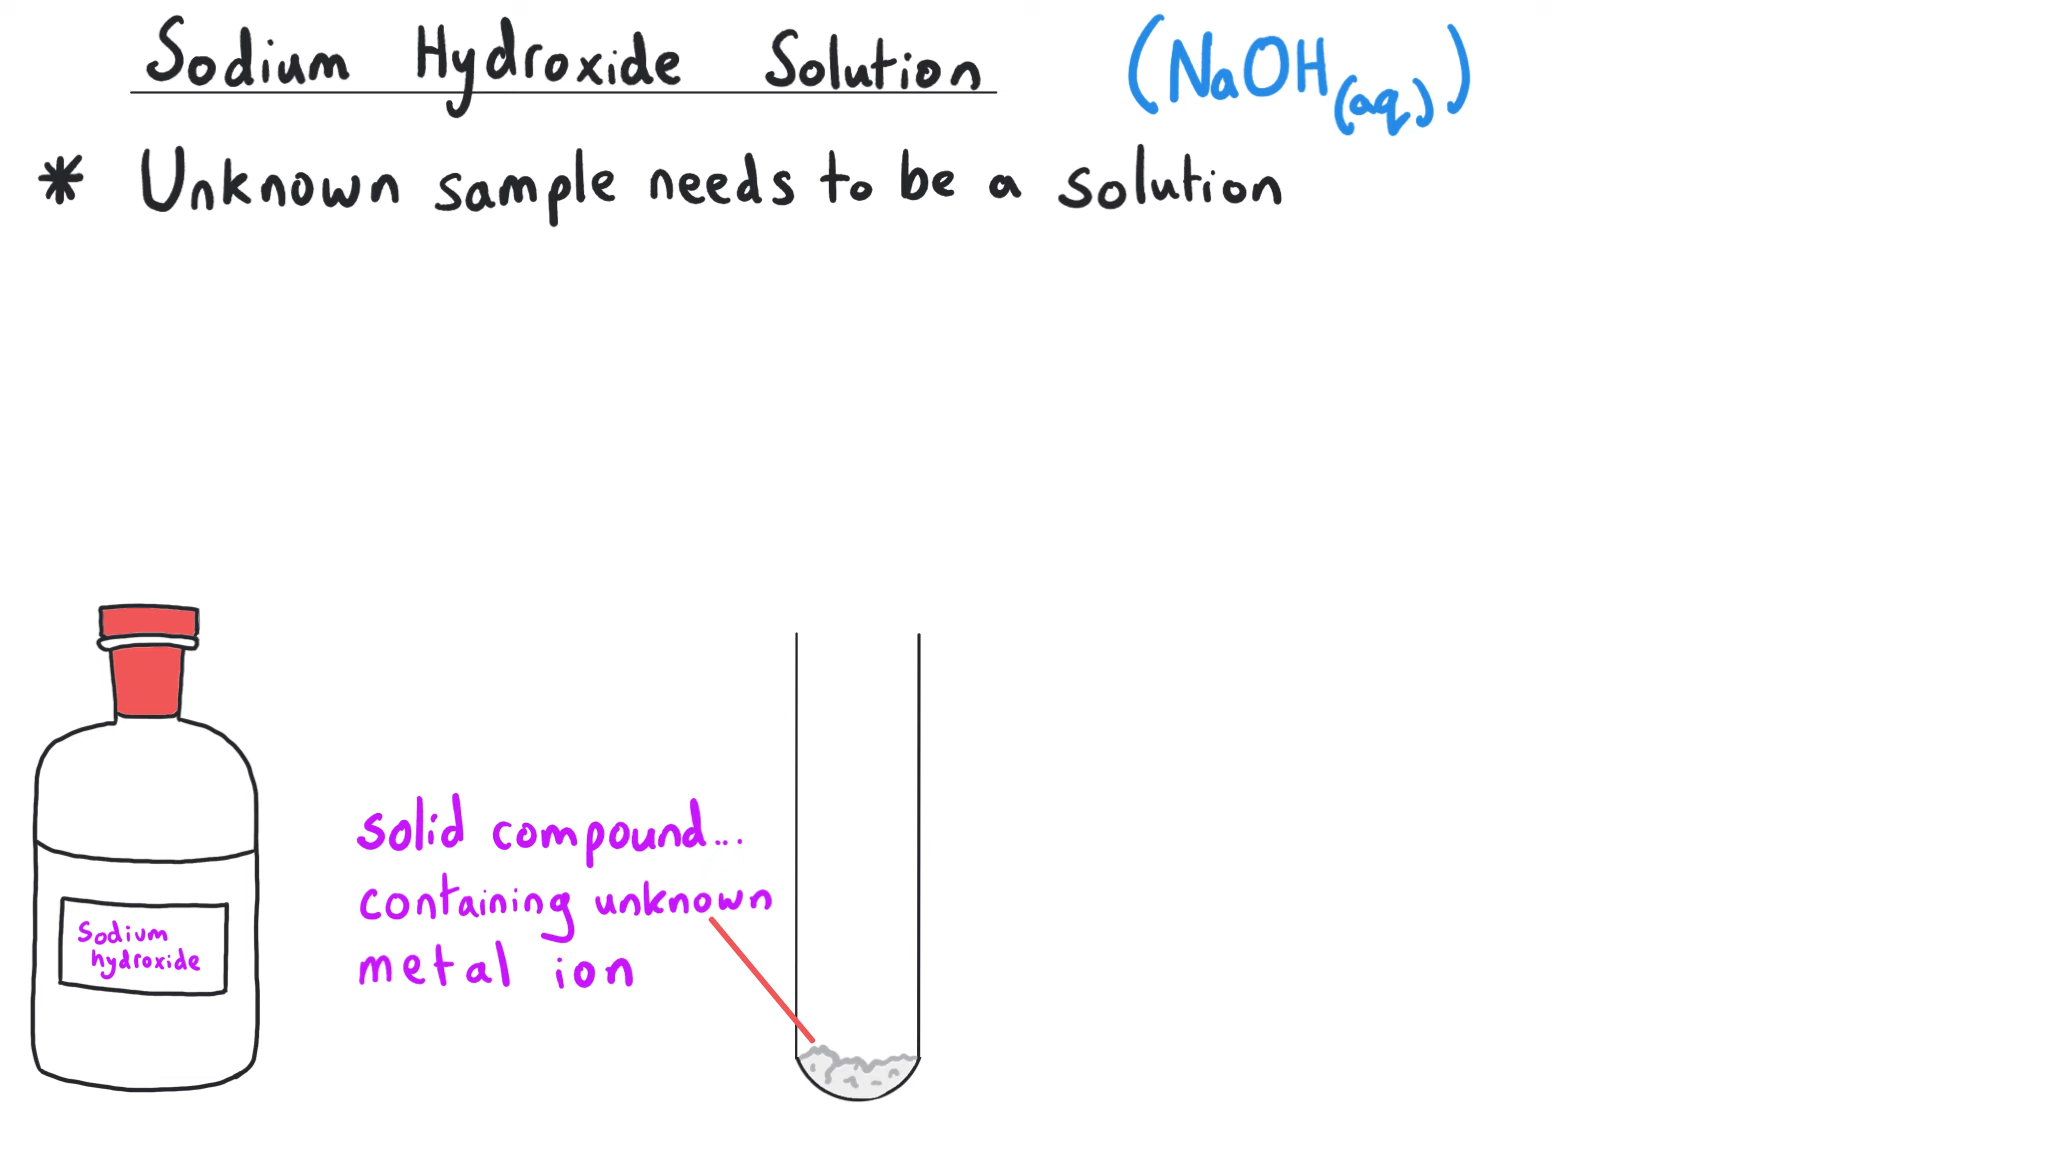 Sodium Hydroxide Solution (NaOH(aq))
* Unknown sample needs to be a solution
Sodium
hydroxide
solid compound...
containing unknown
metal ion